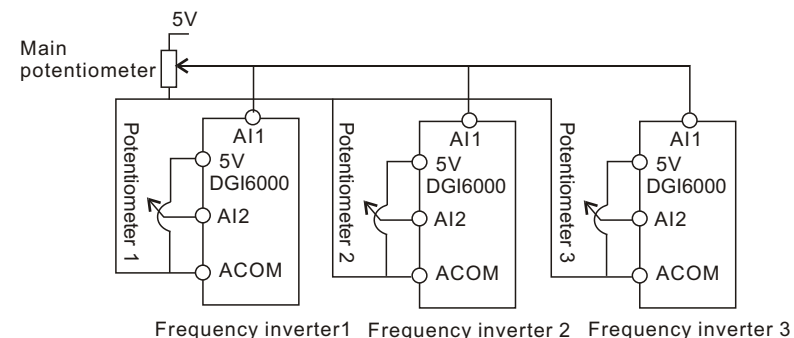 5V
Main
potentiometer
Potentiometer 1
AI1
5V
DGI6000
AI2
ACOM
Potentiometer 2
AI1
5V
DGI6000
AI2
ACOM
Potentiometer 3
AI1
5V
DGI6000
AI2
ACOM
Frequency inverter1
Frequency inverter 2
Frequency inverter 3